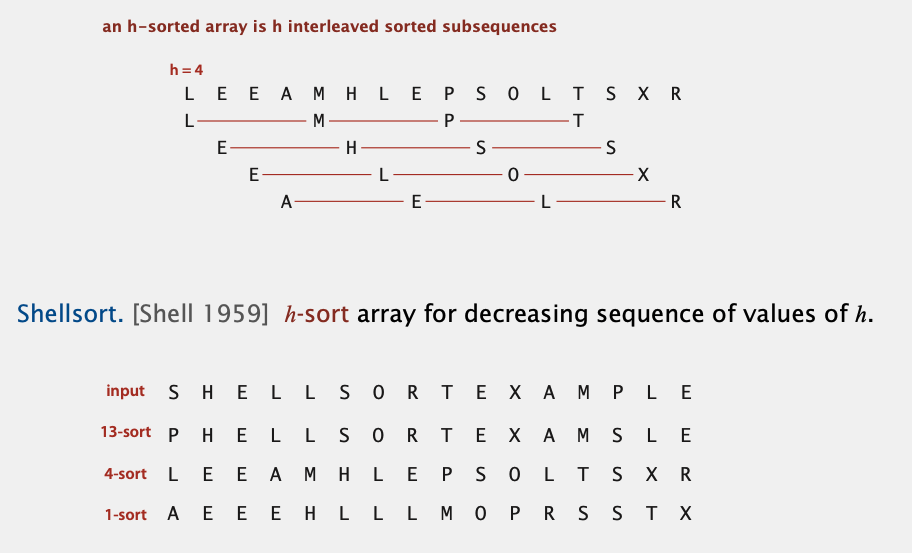 an h-sorted array is h interleaved sorted subsequences
h = 4
L E E A M H L E P S O L T S X R
L M P T
E H S S
E L O X
A E L R
Shellsort. [Shell 1959] h-sort array for decreasing sequence of values of h.
input S H E L L S O R T E X A M P L E
13-sort P H E L L S O R T E X A M S L E
4-sort L E E A M H L E P S O L T S X R
1-sort A E E E H L L L M O P R S S T X